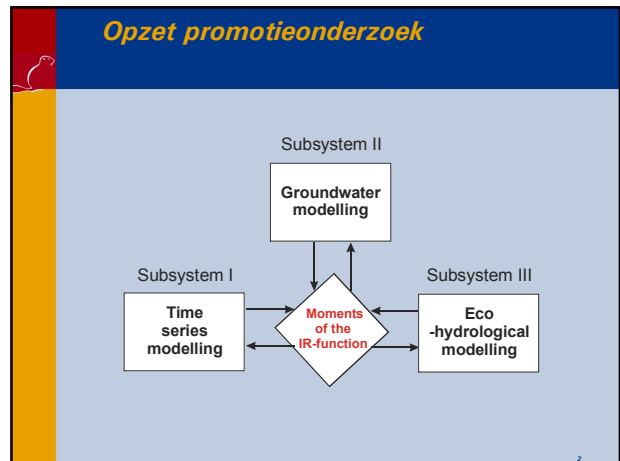 Opzet promotieonderzoek
Subsystem II
Groundwater
modelling
Subsystem I
Time
series
modelling
Moments
of the
IR-function
Subsystem III
Eco
-hydrological
modelling
2